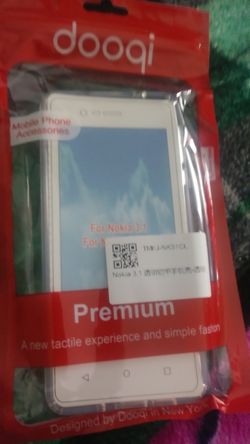 dooqi
Mobile Phone
Accessories
For Nokia 3.1
For
Nokia 3.1
Premium
A new tactile experience and simple fashion
Designed by Dooqi in New York